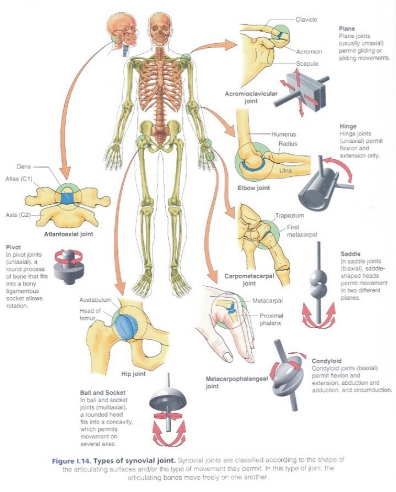 Clavicle
Acromion
Scapula
Acromioclavicular
joint
Plane
Plane joints
(usually uniaxial)
permit gliding or
sliding movements.
Humerus
Radius
Ulna
Elbow joint
Hinge
Hinge joints
(uniaxial) permit
flexion and
extension only.
Dens
Atlas (C1)
Axis (C2)
Atlantoaxial joint
Pivot
In pivot joints
(uniaxial), a
round process
of bone that fits
into a bony
ligamentous
socket allows
rotation.
Trapezium
First
metacarpal
Carpometacarpal
joint
Saddle
In saddle joints
(biaxial), saddle-
shaped heads
permit movement
in two different
planes.
Acetabulum
Head of
femur
Hip joint
Metacarpal
Proximal
phalanx
Metacarpophalangeal
joint
Condyloid
Condyloid joints (biaxial)
permit flexion and
extension, abduction and
adduction, and circumduction.
Ball and Socket
In ball and socket
joints (multiaxial),
a rounded head
fits into a concavity,
which permits
movement on
several axes.
Figure I.14. Types of synovial joint. Synovial joints are classified according to the shape of
the articulating surfaces and/or the type of movement they permit. In this type of joint, the
articulating bones move freely on one another.